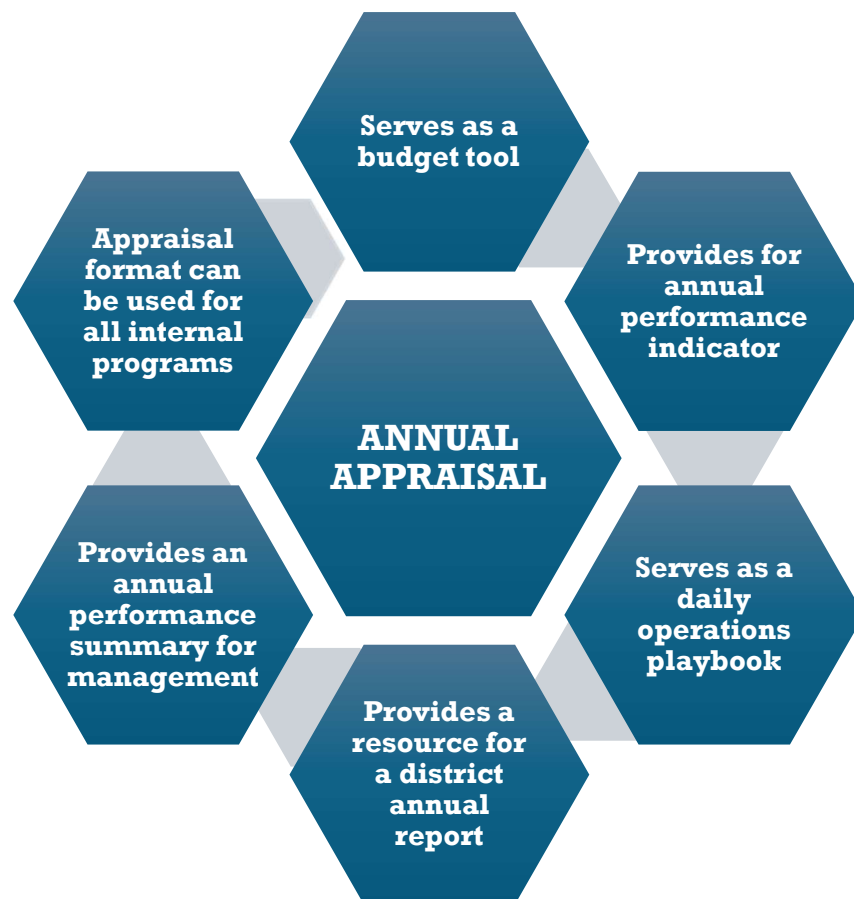 Serves as a
budget tool
Provides for
annual
performance
indicator
Serves as a
daily
operations
playbook
Provides a
resource for
a district
annual
report
Provides an
annual
performance
summary for
management
Appraisal
format can
be used for
all internal
programs
ANNUAL
APPRAISAL